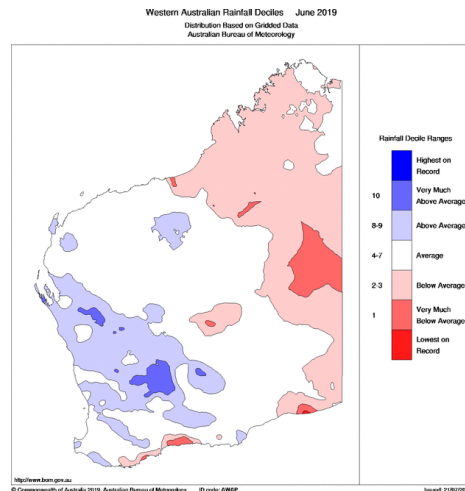 Western Australian Rainfall Deciles June 2019
Distribution Based on Gridded Data
Australian Bureau of Meteorology
Rainfall Decile Ranges
Highest on
Record
10 Very Much
Above Average
8-9 Above Average
4-7 Average
2-3 Below Average
1 Very Much
Below Average
Lowest on
Record
http://www.bom.gov.au
© Commonwealth of Australia 2019, Australian Bureau of Meteorology ID code: AWAP